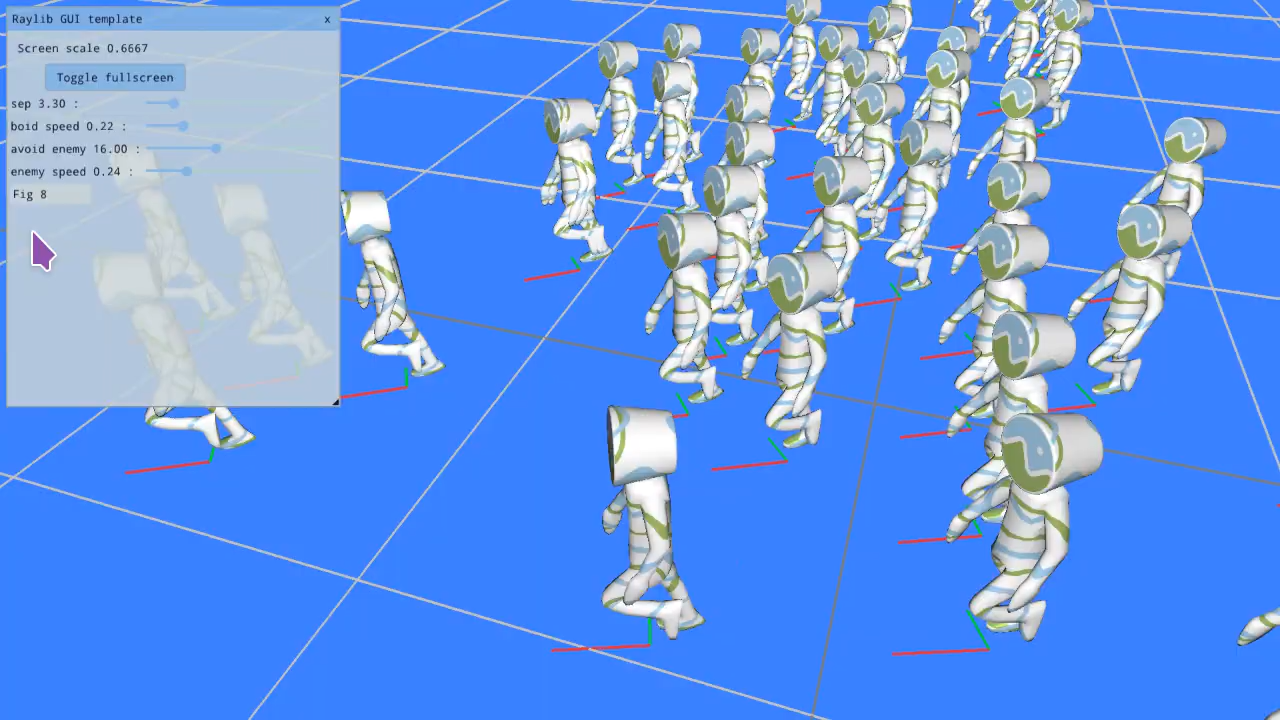 Raylib GUI template x
Screen scale 0.6667
Toggle fullscreen
sep 3.30 :
boid speed 0.22 :
avoid enemy 16.00 :
enemy speed 0.24 :
Fig 8